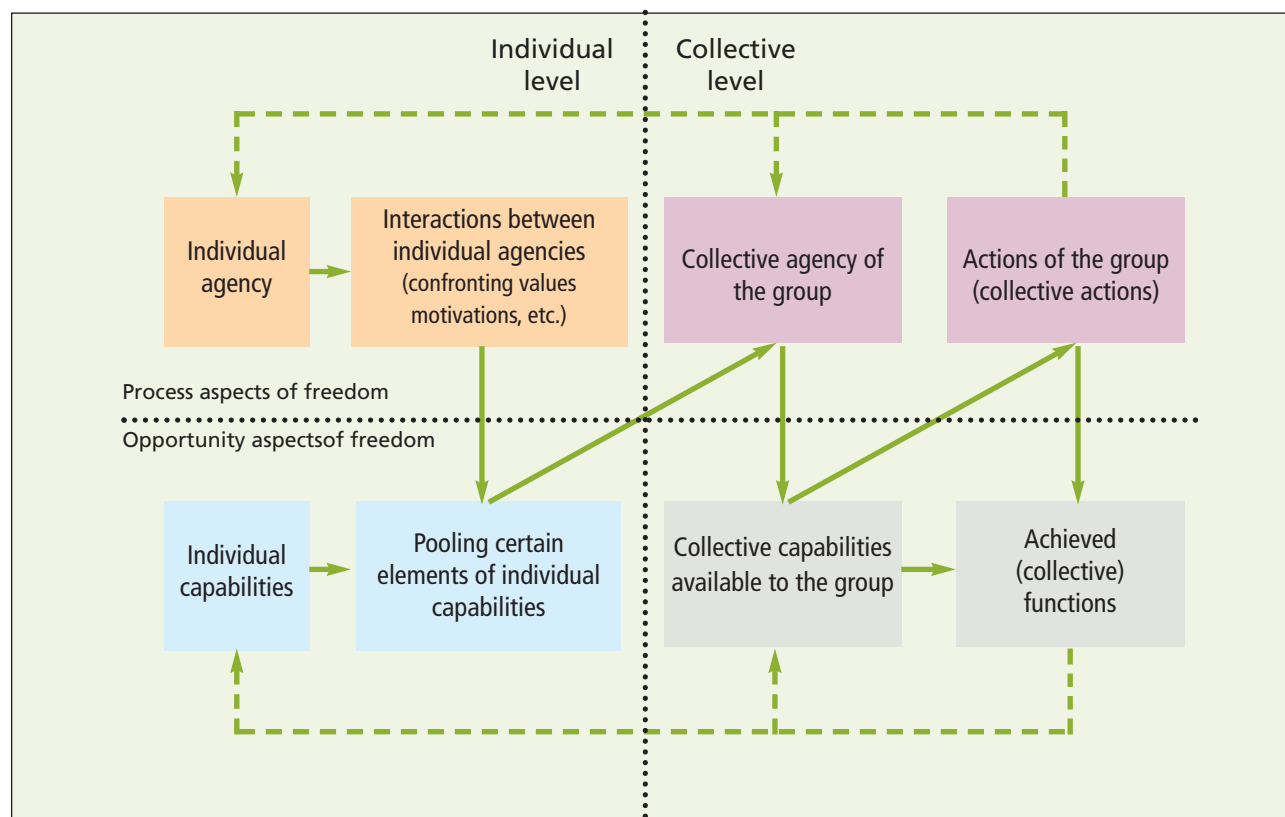 Individual
level
Collective
level
Individual
agency
Interactions between
individual agencies
(confronting values
motivations, etc.)
Collective agency of
the group
Actions of the group
(collective actions)
Process aspects of freedom
Opportunity aspectsof freedom
Individual
capabilities
Pooling certain
elements of individual
capabilities
Collective capabilities
available to the group
Achieved
(collective)
functions